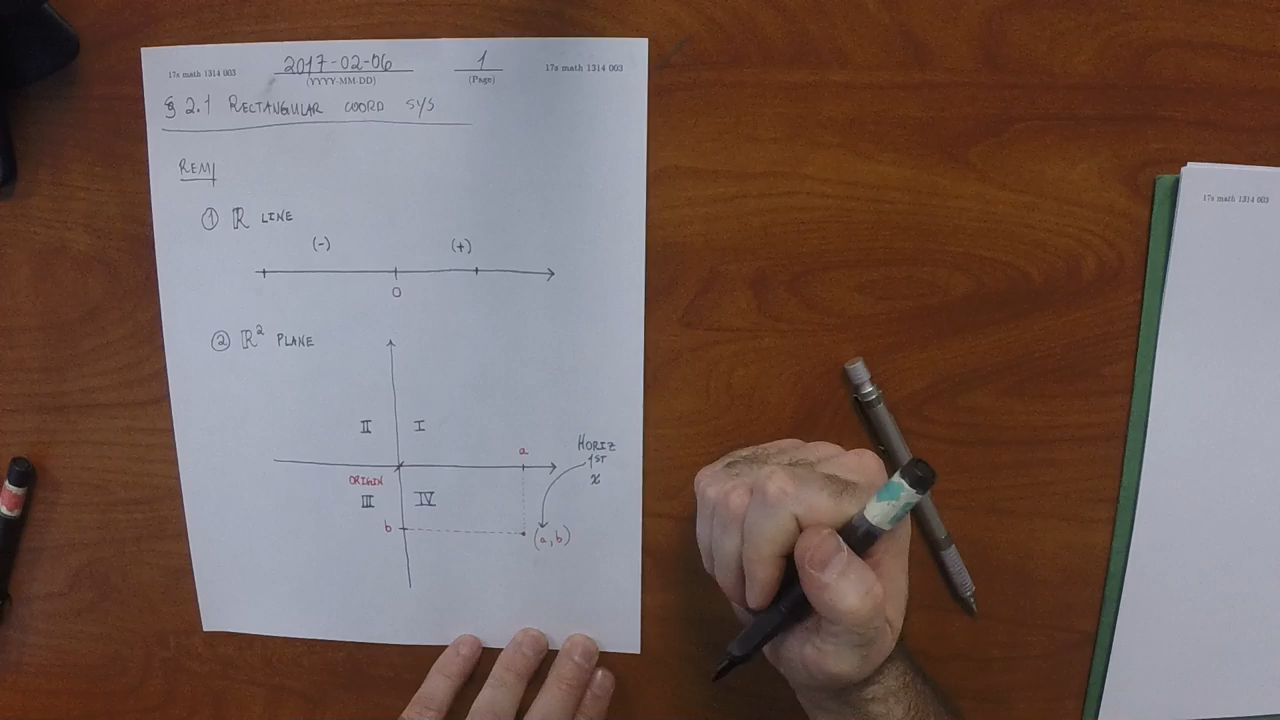 17s math 1314 003 2017-02-06 1 17s math 1314 003
(YYYY-MM-DD) (Page)
§ 2.1 RECTANGULAR COORD SYS
REM
① ℝ LINE
(-) (+)
0
② ℝ² PLANE
II I
HORIZ
a 1ST
x
ORIGIN
III IV
b (a, b)
17s math 1314 003